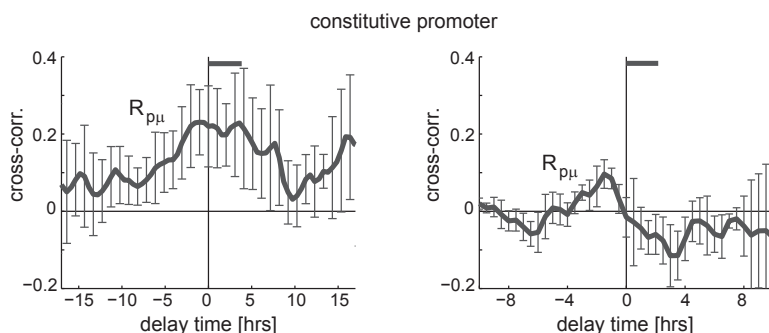 constitutive promoter
0.4
0.2
0
−0.2
cross-corr.
Rpμ
−15 −10 −5 0 5 10 15
delay time [hrs]
0.4
0.2
0
−0.2
cross-corr.
Rpμ
−8 −4 0 4 8
delay time [hrs]